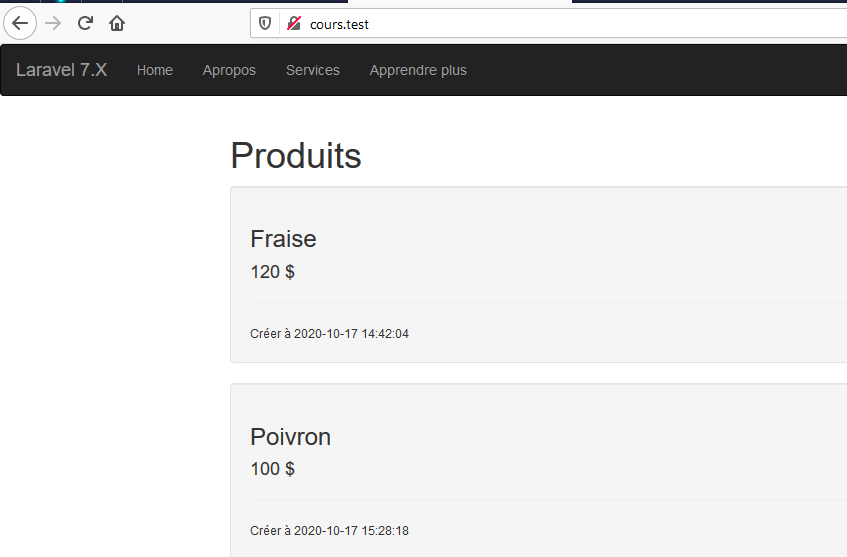 cours.test
Laravel 7.X Home Apropos Services Apprendre plus
Produits
Fraise
120 $
Créer à 2020-10-17 14:42:04
Poivron
100 $
Créer à 2020-10-17 15:28:18